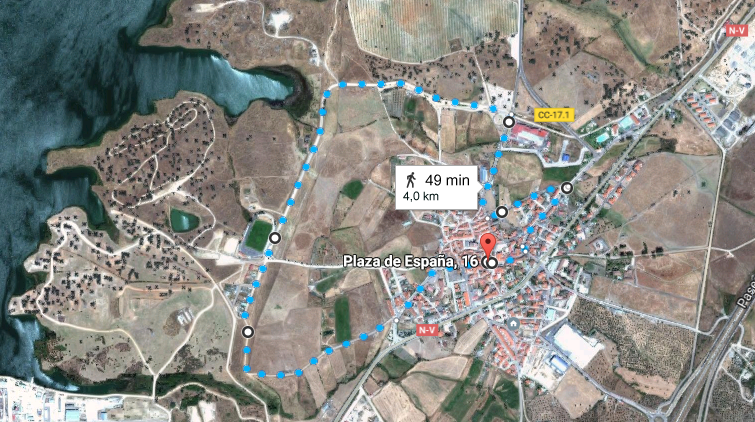 N-V
CC-17.1
49 min
4,0 km
Plaza de España, 16
N-V
Pase